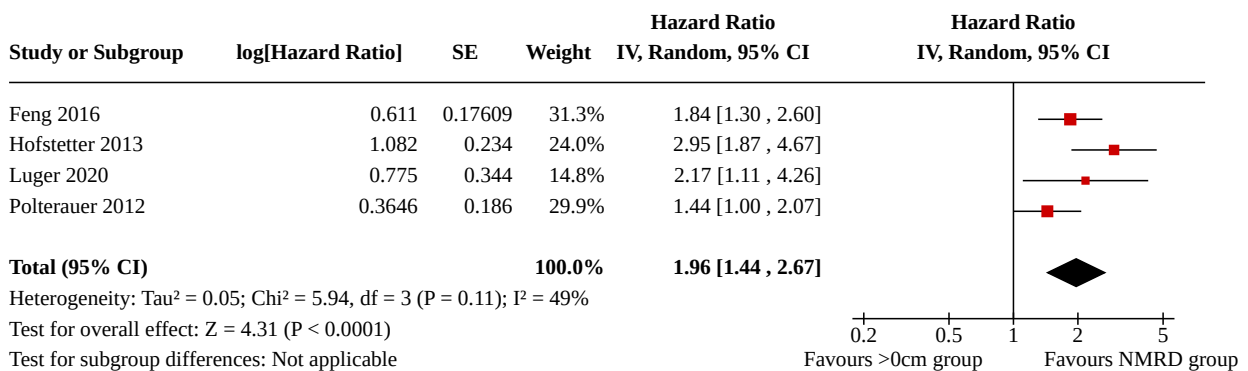 Hazard Ratio Hazard Ratio
Study or Subgroup log[Hazard Ratio] SE Weight IV, Random, 95% CI IV, Random, 95% CI
Feng 2016 0.611 0.17609 31.3% 1.84 [1.30 , 2.60]
Hofstetter 2013 1.082 0.234 24.0% 2.95 [1.87 , 4.67]
Luger 2020 0.775 0.344 14.8% 2.17 [1.11 , 4.26]
Polterauer 2012 0.3646 0.186 29.9% 1.44 [1.00 , 2.07]
Total (95% CI) 100.0% 1.96 [1.44 , 2.67]
Heterogeneity: Tau² = 0.05; Chi² = 5.94, df = 3 (P = 0.11); I² = 49%
Test for overall effect: Z = 4.31 (P < 0.0001)
0.2 0.5 1 2 5
Test for subgroup differences: Not applicable Favours >0cm group Favours NMRD group